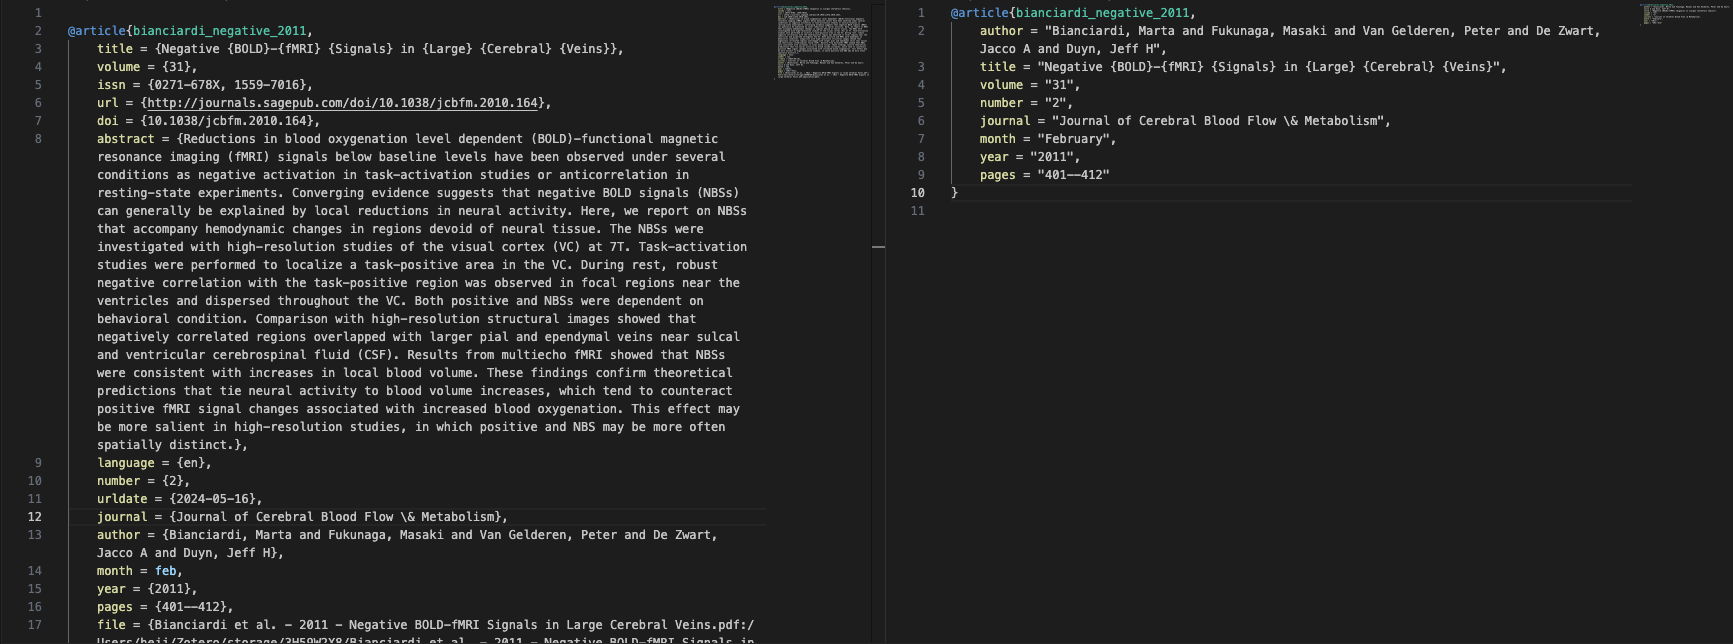 1
2 @article{bianciardi_negative_2011,
3 title = {Negative {BOLD}-{fMRI} {Signals} in {Large} {Cerebral} {Veins}},
4 volume = {31},
5 issn = {0271-678X, 1559-7016},
6 url = {http://journals.sagepub.com/doi/10.1038/jcbfm.2010.164},
7 doi = {10.1038/jcbfm.2010.164},
8 abstract = {Reductions in blood oxygenation level dependent (BOLD)-functional magnetic
resonance imaging (fMRI) signals below baseline levels have been observed under several
conditions as negative activation in task-activation studies or anticorrelation in
resting-state experiments. Converging evidence suggests that negative BOLD signals (NBSs)
can generally be explained by local reductions in neural activity. Here, we report on NBSs
that accompany hemodynamic changes in regions devoid of neural tissue. The NBSs were
investigated with high-resolution studies of the visual cortex (VC) at 7T. Task-activation
studies were performed to localize a task-positive area in the VC. During rest, robust
negative correlation with the task-positive region was observed in focal regions near the
ventricles and dispersed throughout the VC. Both positive and NBSs were dependent on
behavioral condition. Comparison with high-resolution structural images showed that
negatively correlated regions overlapped with larger pial and ependymal veins near sulcal
and ventricular cerebrospinal fluid (CSF). Results from multiecho fMRI showed that NBSs
were consistent with increases in local blood volume. These findings confirm theoretical
predictions that tie neural activity to blood volume increases, which tend to counteract
positive fMRI signal changes associated with increased blood oxygenation. This effect may
be more salient in high-resolution studies, in which positive and NBS may be more often
spatially distinct.},
9 language = {en},
10 number = {2},
11 urldate = {2024-05-16},
12 journal = {Journal of Cerebral Blood Flow \& Metabolism},
13 author = {Bianciardi, Marta and Fukunaga, Masaki and Van Gelderen, Peter and De Zwart,
Jacco A and Duyn, Jeff H},
14 month = feb,
15 year = {2011},
16 pages = {401--412},
17 file = {Bianciardi et al. - 2011 - Negative BOLD-fMRI Signals in Large Cerebral Veins.pdf:/
Users/heji/Zotero/storage/3H59W2X8/Bianciardi et al. - 2011 - Negative BOLD-fMRI Signals in
1 @article{bianciardi_negative_2011,
2 author = "Bianciardi, Marta and Fukunaga, Masaki and Van Gelderen, Peter and De Zwart,
Jacco A and Duyn, Jeff H",
3 title = "Negative {BOLD}-{fMRI} {Signals} in {Large} {Cerebral} {Veins}",
4 volume = "31",
5 number = "2",
6 journal = "Journal of Cerebral Blood Flow \& Metabolism",
7 month = "February",
8 year = "2011",
9 pages = "401--412"
10 }
11